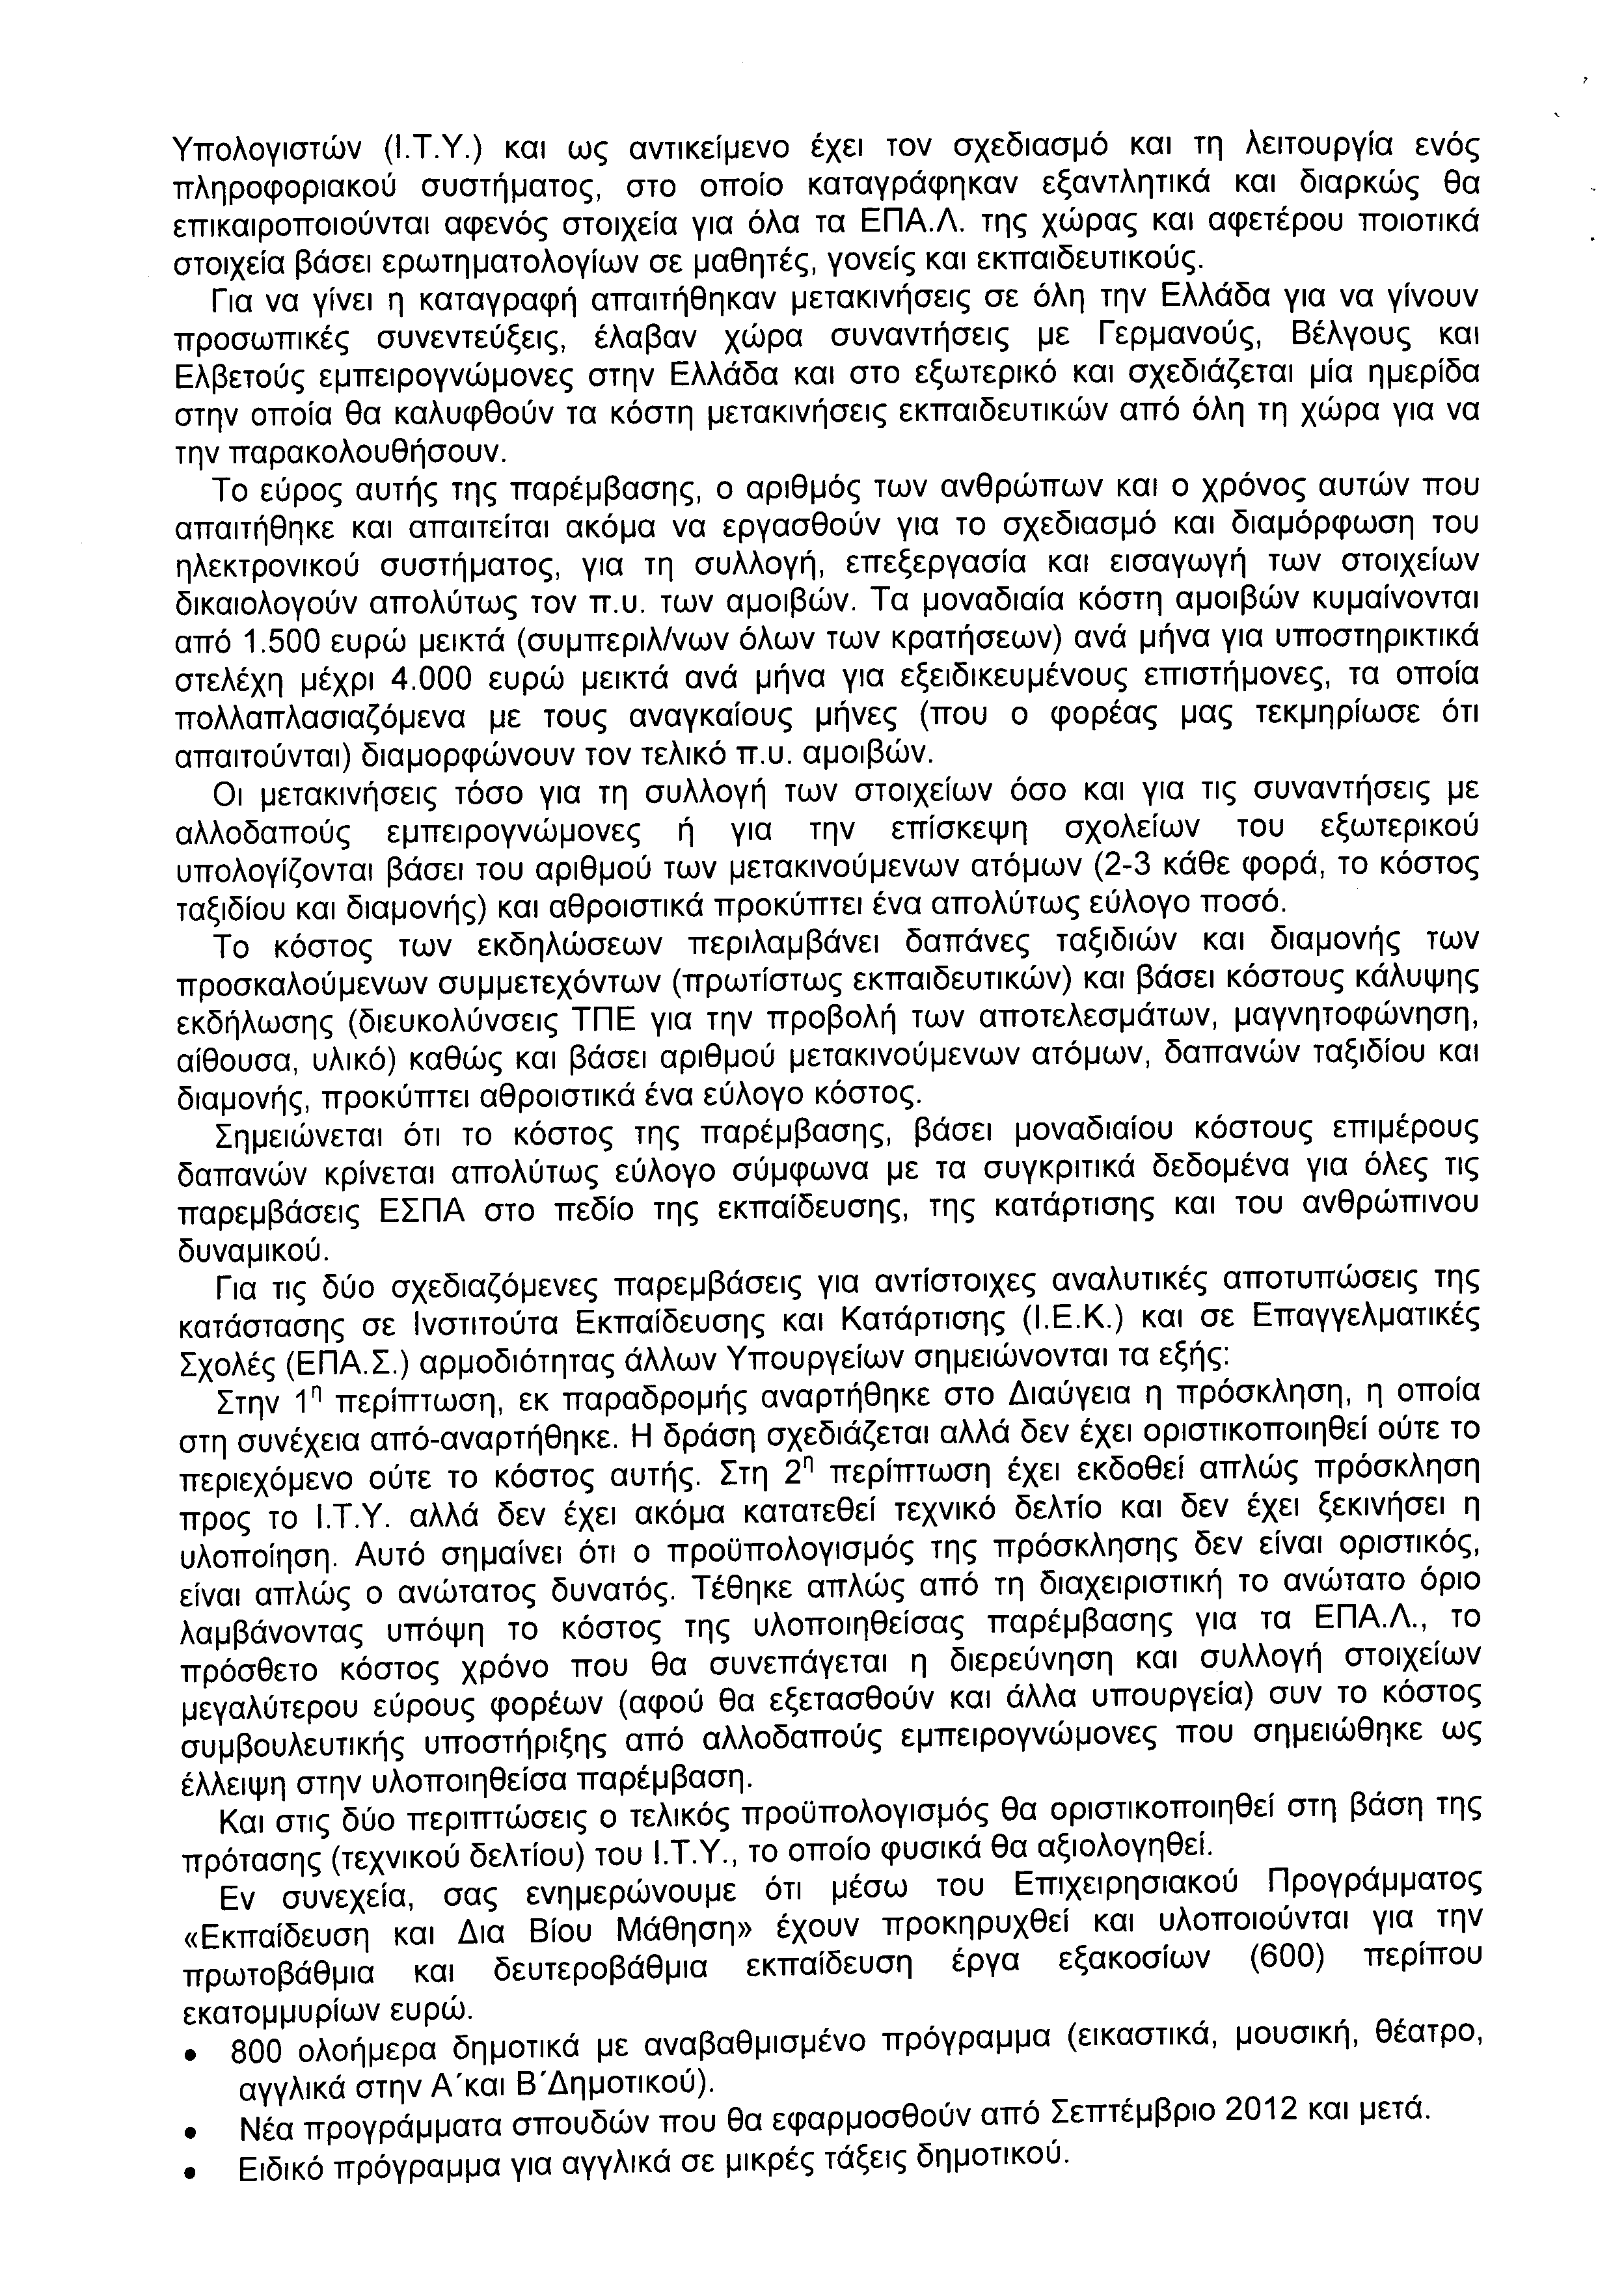 Υπολογιστών (Ι.Τ.Υ.) και ως αντικείμενο έχει τον σχεδιασμό και τη λειτουργία ενός
πληροφοριακού συστήματος, στο οποίο καταγράφηκαν εξαντλητικά και διαρκώς θα
επικαιροποιούνται αφενός στοιχεία για όλα τα ΕΠΑ.Λ. της χώρας και αφετέρου ποιοτικά
στοιχεία βάσει ερωτηματολογίων σε μαθητές, γονείς και εκπαιδευτικούς.
Για να γίνει η καταγραφή απαιτήθηκαν μετακινήσεις σε όλη την Ελλάδα για να γίνουν
προσωπικές συνεντεύξεις, έλαβαν χώρα συναντήσεις με Γερμανούς, Βέλγους και
Ελβετούς εμπειρογνώμονες στην Ελλάδα και στο εξωτερικό και σχεδιάζεται μία ημερίδα
στην οποία θα καλυφθούν τα κόστη μετακινήσεις εκπαιδευτικών από όλη τη χώρα για να
την παρακολουθήσουν.
Το εύρος αυτής της παρέμβασης, ο αριθμός των ανθρώπων και ο χρόνος αυτών που
απαιτήθηκε και απαιτείται ακόμα να εργασθούν για το σχεδιασμό και διαμόρφωση του
ηλεκτρονικού συστήματος, για τη συλλογή, επεξεργασία και εισαγωγή των στοιχείων
δικαιολογούν απολύτως τον π.υ. των αμοιβών. Τα μοναδιαία κόστη αμοιβών κυμαίνονται
από 1.500 ευρώ μεικτά (συμπεριλ/νων όλων των κρατήσεων) ανά μήνα για υποστηρικτικά
στελέχη μέχρι 4.000 ευρώ μεικτά ανά μήνα για εξειδικευμένους επιστήμονες, τα οποία
πολλαπλασιαζόμενα με τους αναγκαίους μήνες (που ο φορέας μας τεκμηρίωσε ότι
απαιτούνται) διαμορφώνουν τον τελικό π.υ. αμοιβών.
Οι μετακινήσεις τόσο για τη συλλογή των στοιχείων όσο και για τις συναντήσεις με
αλλοδαπούς εμπειρογνώμονες ή για την επίσκεψη σχολείων του εξωτερικού
υπολογίζονται βάσει του αριθμού των μετακινούμενων ατόμων (2-3 κάθε φορά, το κόστος
ταξιδίου και διαμονής) και αθροιστικά προκύπτει ένα απολύτως εύλογο ποσό.
Το κόστος των εκδηλώσεων περιλαμβάνει δαπάνες ταξιδιών και διαμονής των
προσκαλούμενων συμμετεχόντων (πρωτίστως εκπαιδευτικών) και βάσει κόστους κάλυψης
εκδήλωσης (διευκολύνσεις ΤΠΕ για την προβολή των αποτελεσμάτων, μαγνητοφώνηση,
αίθουσα, υλικό) καθώς και βάσει αριθμού μετακινούμενων ατόμων, δαπανών ταξιδίου και
διαμονής, προκύπτει αθροιστικά ένα εύλογο κόστος.
Σημειώνεται ότι το κόστος της παρέμβασης, βάσει μοναδιαίου κόστους επιμέρους
δαπανών κρίνεται απολύτως εύλογο σύμφωνα με τα συγκριτικά δεδομένα για όλες τις
παρεμβάσεις ΕΣΠΑ στο πεδίο της εκπαίδευσης, της κατάρτισης και του ανθρώπινου
δυναμικού.
Για τις δύο σχεδιαζόμενες παρεμβάσεις για αντίστοιχες αναλυτικές αποτυπώσεις της
κατάστασης σε Ινστιτούτα Εκπαίδευσης και Κατάρτισης (Ι.Ε.Κ.) και σε Επαγγελματικές
Σχολές (ΕΠΑ.Σ.) αρμοδιότητας άλλων Υπουργείων σημειώνονται τα εξής:
Στην 1η περίπτωση, εκ παραδρομής αναρτήθηκε στο Διαύγεια η πρόσκληση, η οποία
στη συνέχεια από-αναρτήθηκε. Η δράση σχεδιάζεται αλλά δεν έχει οριστικοποιηθεί ούτε το
περιεχόμενο ούτε το κόστος αυτής. Στη 2η περίπτωση έχει εκδοθεί απλώς πρόσκληση
προς το Ι.Τ.Υ. αλλά δεν έχει ακόμα κατατεθεί τεχνικό δελτίο και δεν έχει ξεκινήσει η
υλοποίηση. Αυτό σημαίνει ότι ο προϋπολογισμός της πρόσκλησης δεν είναι οριστικός,
είναι απλώς ο ανώτατος δυνατός. Τέθηκε απλώς από τη διαχειριστική το ανώτατο όριο
λαμβάνοντας υπόψη το κόστος της υλοποιηθείσας παρέμβασης για τα ΕΠΑ.Λ., το
πρόσθετο κόστος χρόνο που θα συνεπάγεται η διερεύνηση και συλλογή στοιχείων
μεγαλύτερου εύρους φορέων (αφού θα εξετασθούν και άλλα υπουργεία) συν το κόστος
συμβουλευτικής υποστήριξης από αλλοδαπούς εμπειρογνώμονες που σημειώθηκε ως
έλλειψη στην υλοποιηθείσα παρέμβαση.
Και στις δύο περιπτώσεις ο τελικός προϋπολογισμός θα οριστικοποιηθεί στη βάση της
πρότασης (τεχνικού δελτίου) του Ι.Τ.Υ., το οποίο φυσικά θα αξιολογηθεί.
Εν συνεχεία, σας ενημερώνουμε ότι μέσω του Επιχειρησιακού Προγράμματος
«Εκπαίδευση και Δια Βίου Μάθηση» έχουν προκηρυχθεί και υλοποιούνται για την
πρωτοβάθμια και δευτεροβάθμια εκπαίδευση έργα εξακοσίων (600) περίπου
εκατομμυρίων ευρώ.
• 800 ολοήμερα δημοτικά με αναβαθμισμένο πρόγραμμα (εικαστικά, μουσική, θέατρο,
αγγλικά στην Α΄και Β΄Δημοτικού).
• Νέα προγράμματα σπουδών που θα εφαρμοσθούν από Σεπτέμβριο 2012 και μετά.
• Ειδικό πρόγραμμα για αγγλικά σε μικρές τάξεις δημοτικού.